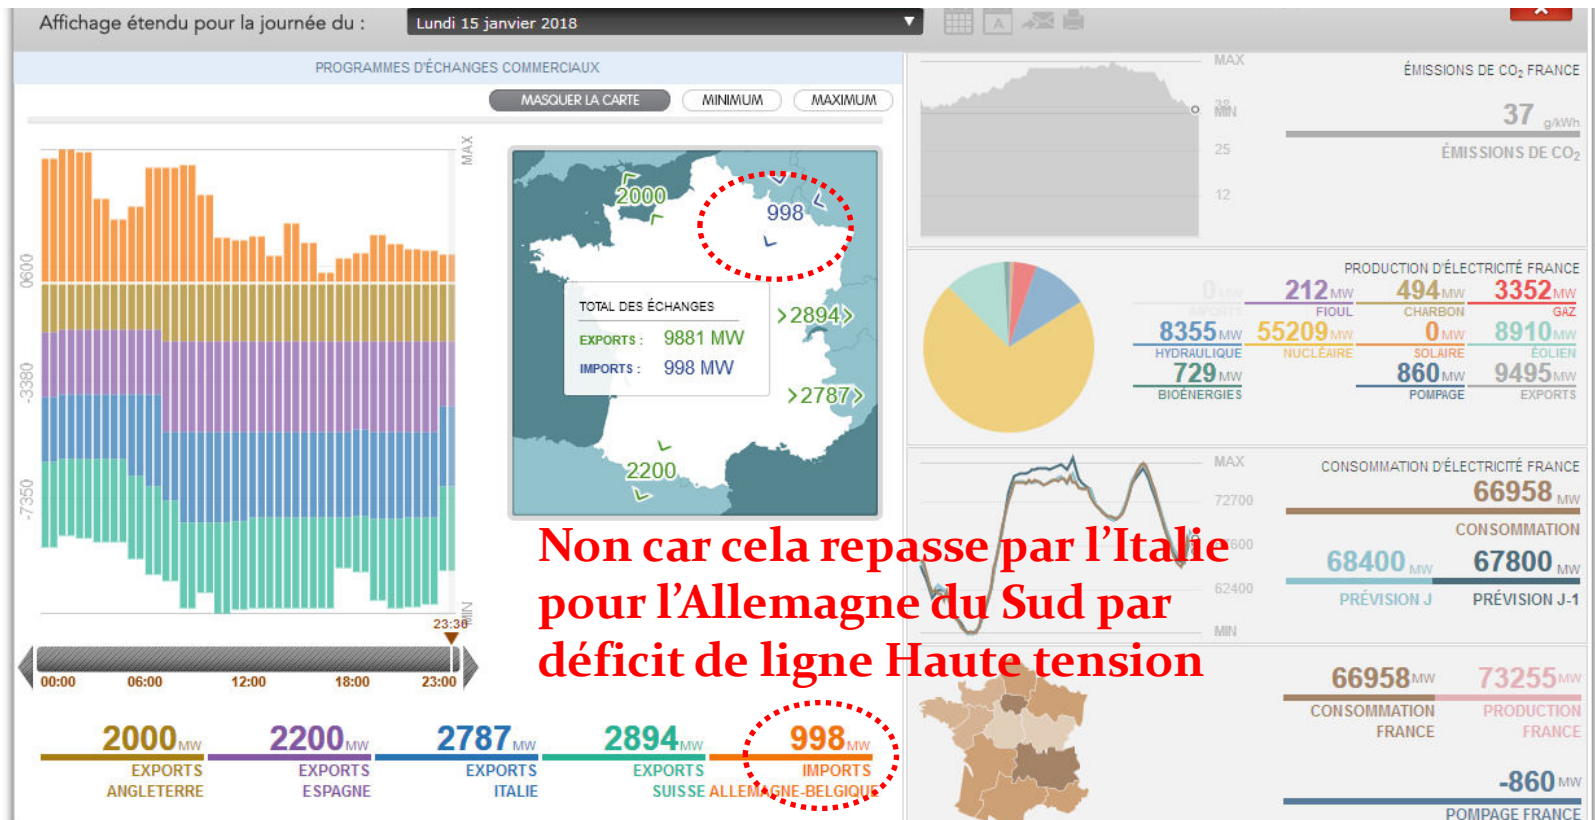 Affichage étendu pour la journée du :
Lundi 15 janvier 2018
PROGRAMMES D'ÉCHANGES COMMERCIAUX
MASQUER LA CARTE
MINIMUM
MAXIMUM
MAX
0600
-3380
-7350
MIN
23:30
00:00 06:00 12:00 18:00 23:00
2000
998
2894
2787
2200
TOTAL DES ÉCHANGES
EXPORTS : 9881 MW
IMPORTS : 998 MW
Non car cela repasse par l'Italie
pour l'Allemagne du Sud par
déficit de ligne Haute tension
2000 MW
EXPORTS
ANGLETERRE
2200 MW
EXPORTS
ESPAGNE
2787 MW
EXPORTS
ITALIE
2894 MW
EXPORTS
SUISSE
998 MW
IMPORTS
ALLEMAGNE-BELGIQUE
ÉMISSIONS DE CO2 FRANCE
MAX
38
MIN
25
12
37 g/kWh
ÉMISSIONS DE CO2
PRODUCTION D'ÉLECTRICITÉ FRANCE
0 MW
IMPORTS
212 MW
FIOUL
494 MW
CHARBON
3352 MW
GAZ
8355 MW
HYDRAULIQUE
55209 MW
NUCLÉAIRE
0 MW
SOLAIRE
8910 MW
ÉOLIEN
729 MW
BIOÉNERGIES
860 MW
POMPAGE
9495 MW
EXPORTS
CONSOMMATION D'ÉLECTRICITÉ FRANCE
MAX
72700
62400
MIN
66958 MW
CONSOMMATION
68400 MW
PRÉVISION J
67800 MW
PRÉVISION J-1
66958 MW
CONSOMMATION
FRANCE
73255 MW
PRODUCTION
FRANCE
-860 MW
POMPAGE FRANCE